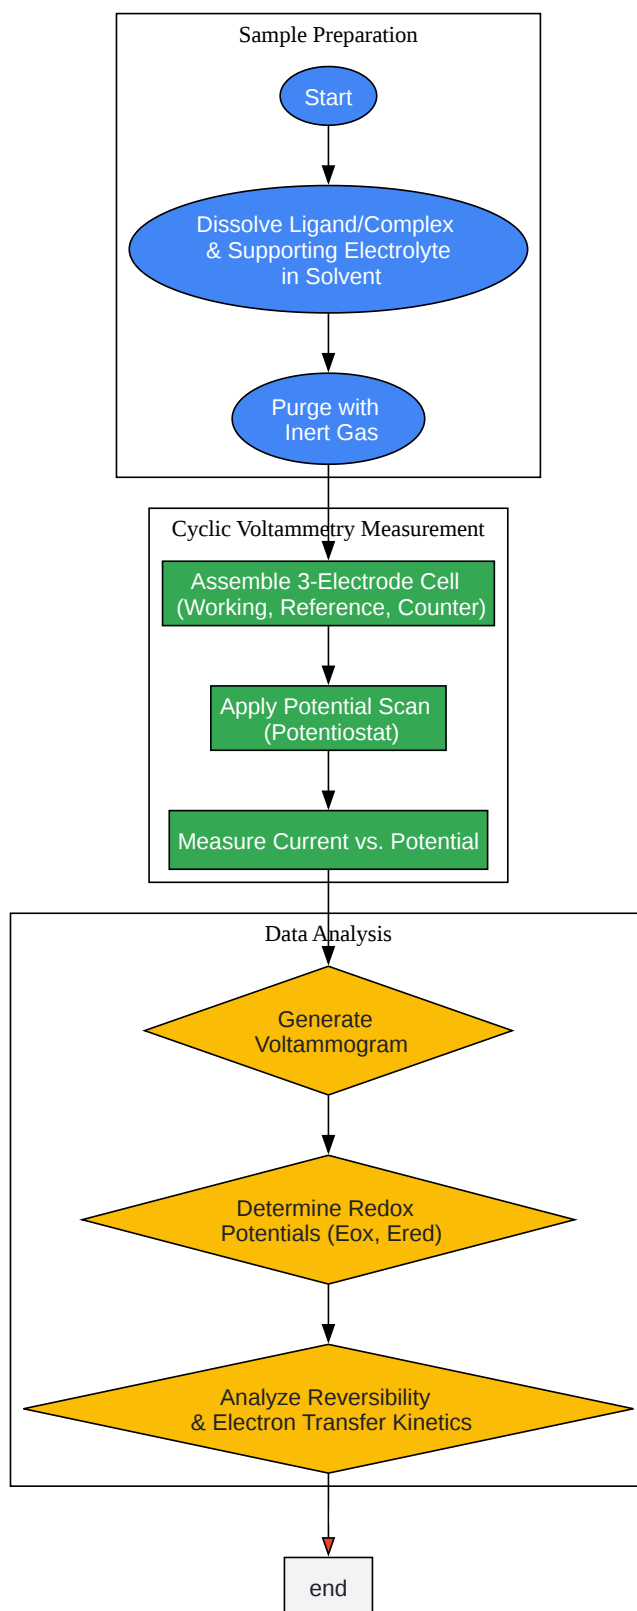 Sample Preparation
Start
Dissolve Ligand/Complex
& Supporting Electrolyte
in Solvent
Purge with
Inert Gas
Cyclic Voltammetry Measurement
Assemble 3-Electrode Cell
(Working, Reference, Counter)
Apply Potential Scan
(Potentiostat)
Measure Current vs. Potential
Data Analysis
Generate
Voltammogram
Determine Redox
Potentials (Eox, Ered)
Analyze Reversibility
& Electron Transfer Kinetics
end